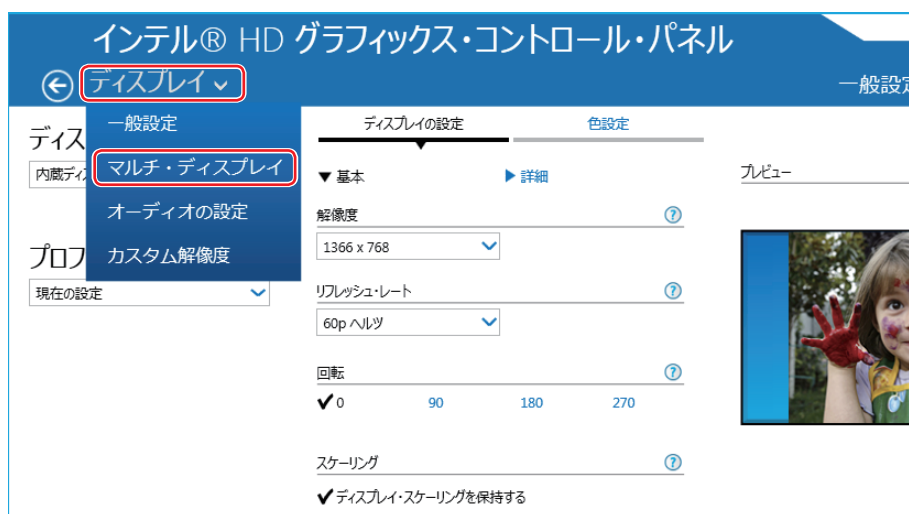 インテル® HD グラフィックス・コントロール・パネル
ディスプレイ
一般設定
一般設定
マルチ・ディスプレイ
オーディオの設定
カスタム解像度
ディス
内蔵ディ
プロフ
現在の設定
ディスプレイの設定 色設定
▼ 基本 ▶ 詳細
解像度 ?
1366 x 768
リフレッシュ・レート ?
60p ヘルツ
回転 ?
✔ 0 90 180 270
スケーリング ?
✔ ディスプレイ・スケーリングを保持する
プレビュー